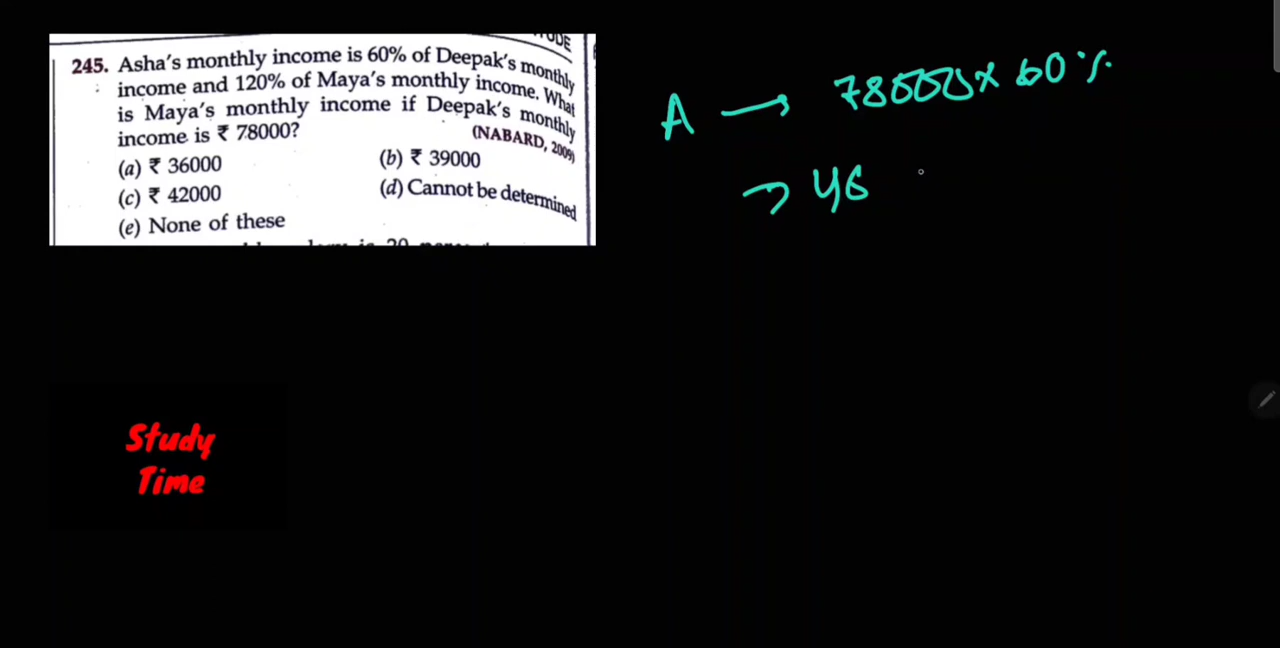 TUDE
245. Asha's monthly income is 60% of Deepak's monthly
income and 120% of Maya's monthly income. What
is Maya's monthly income if Deepak's monthly
income is ₹ 78000?
(NABARD, 2009)
(a) ₹ 36000 (b) ₹ 39000
(c) ₹ 42000 (d) Cannot be determined
(e) None of these
A → 78000 x 60%
→ 46
Study
Time